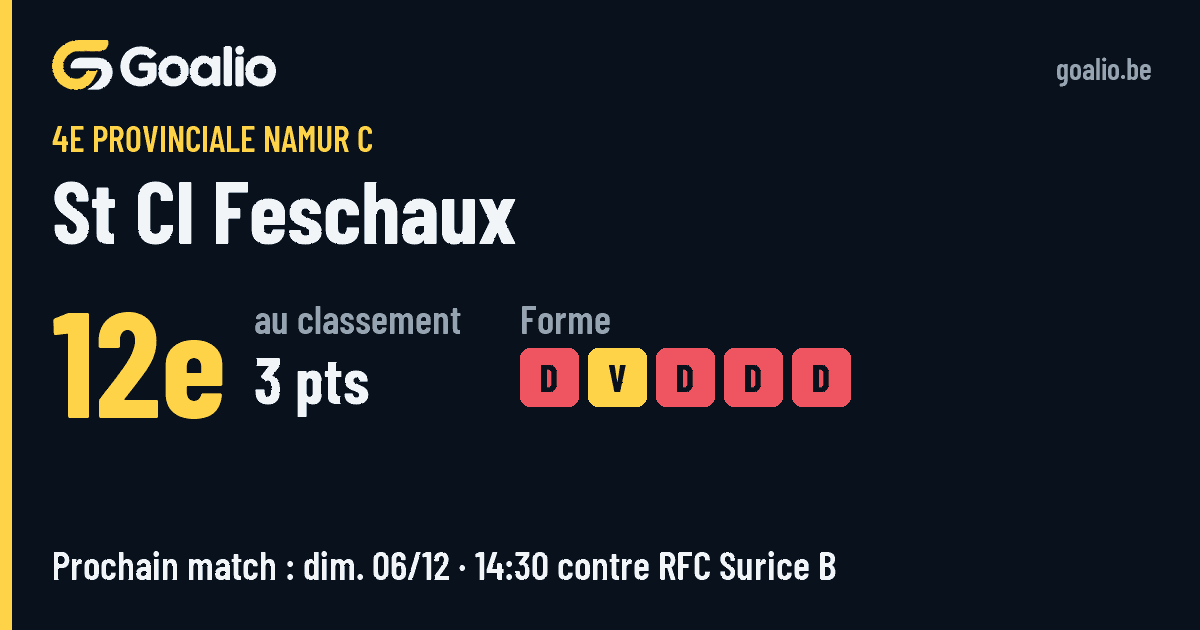 Goalio
goalio.be
4E PROVINCIALE NAMUR C
St Cl Feschaux
12e
au classement
3 pts
Forme
D V D D D
Prochain match : dim. 06/12 · 14:30 contre RFC Surice B